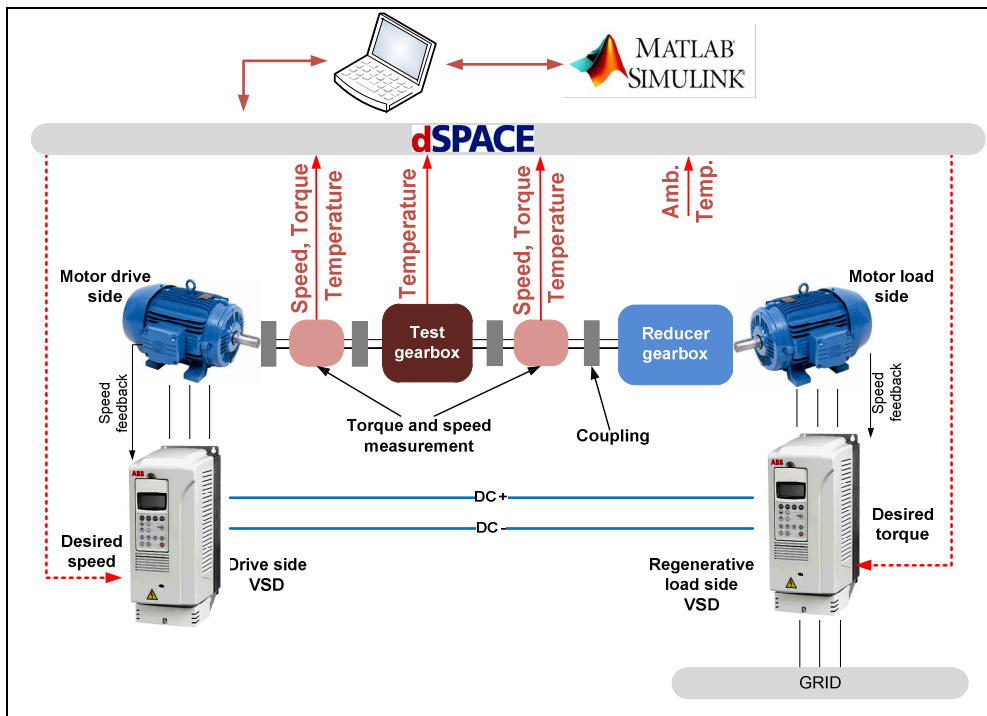 MATLAB®
SIMULINK®
dSPACE
Speed, Torque
Temperature
Temperature
Speed, Torque
Temperature
Amb.
Temp.
Motor drive
side
Motor load
side
Test
gearbox
Reducer
gearbox
Speed
feedback
Torque and speed
measurement
Coupling
Speed
feedback
ABB
ABB
DC+
DC-
Desired
speed
Drive side
VSD
Regenerative
load side
VSD
Desired
torque
GRID